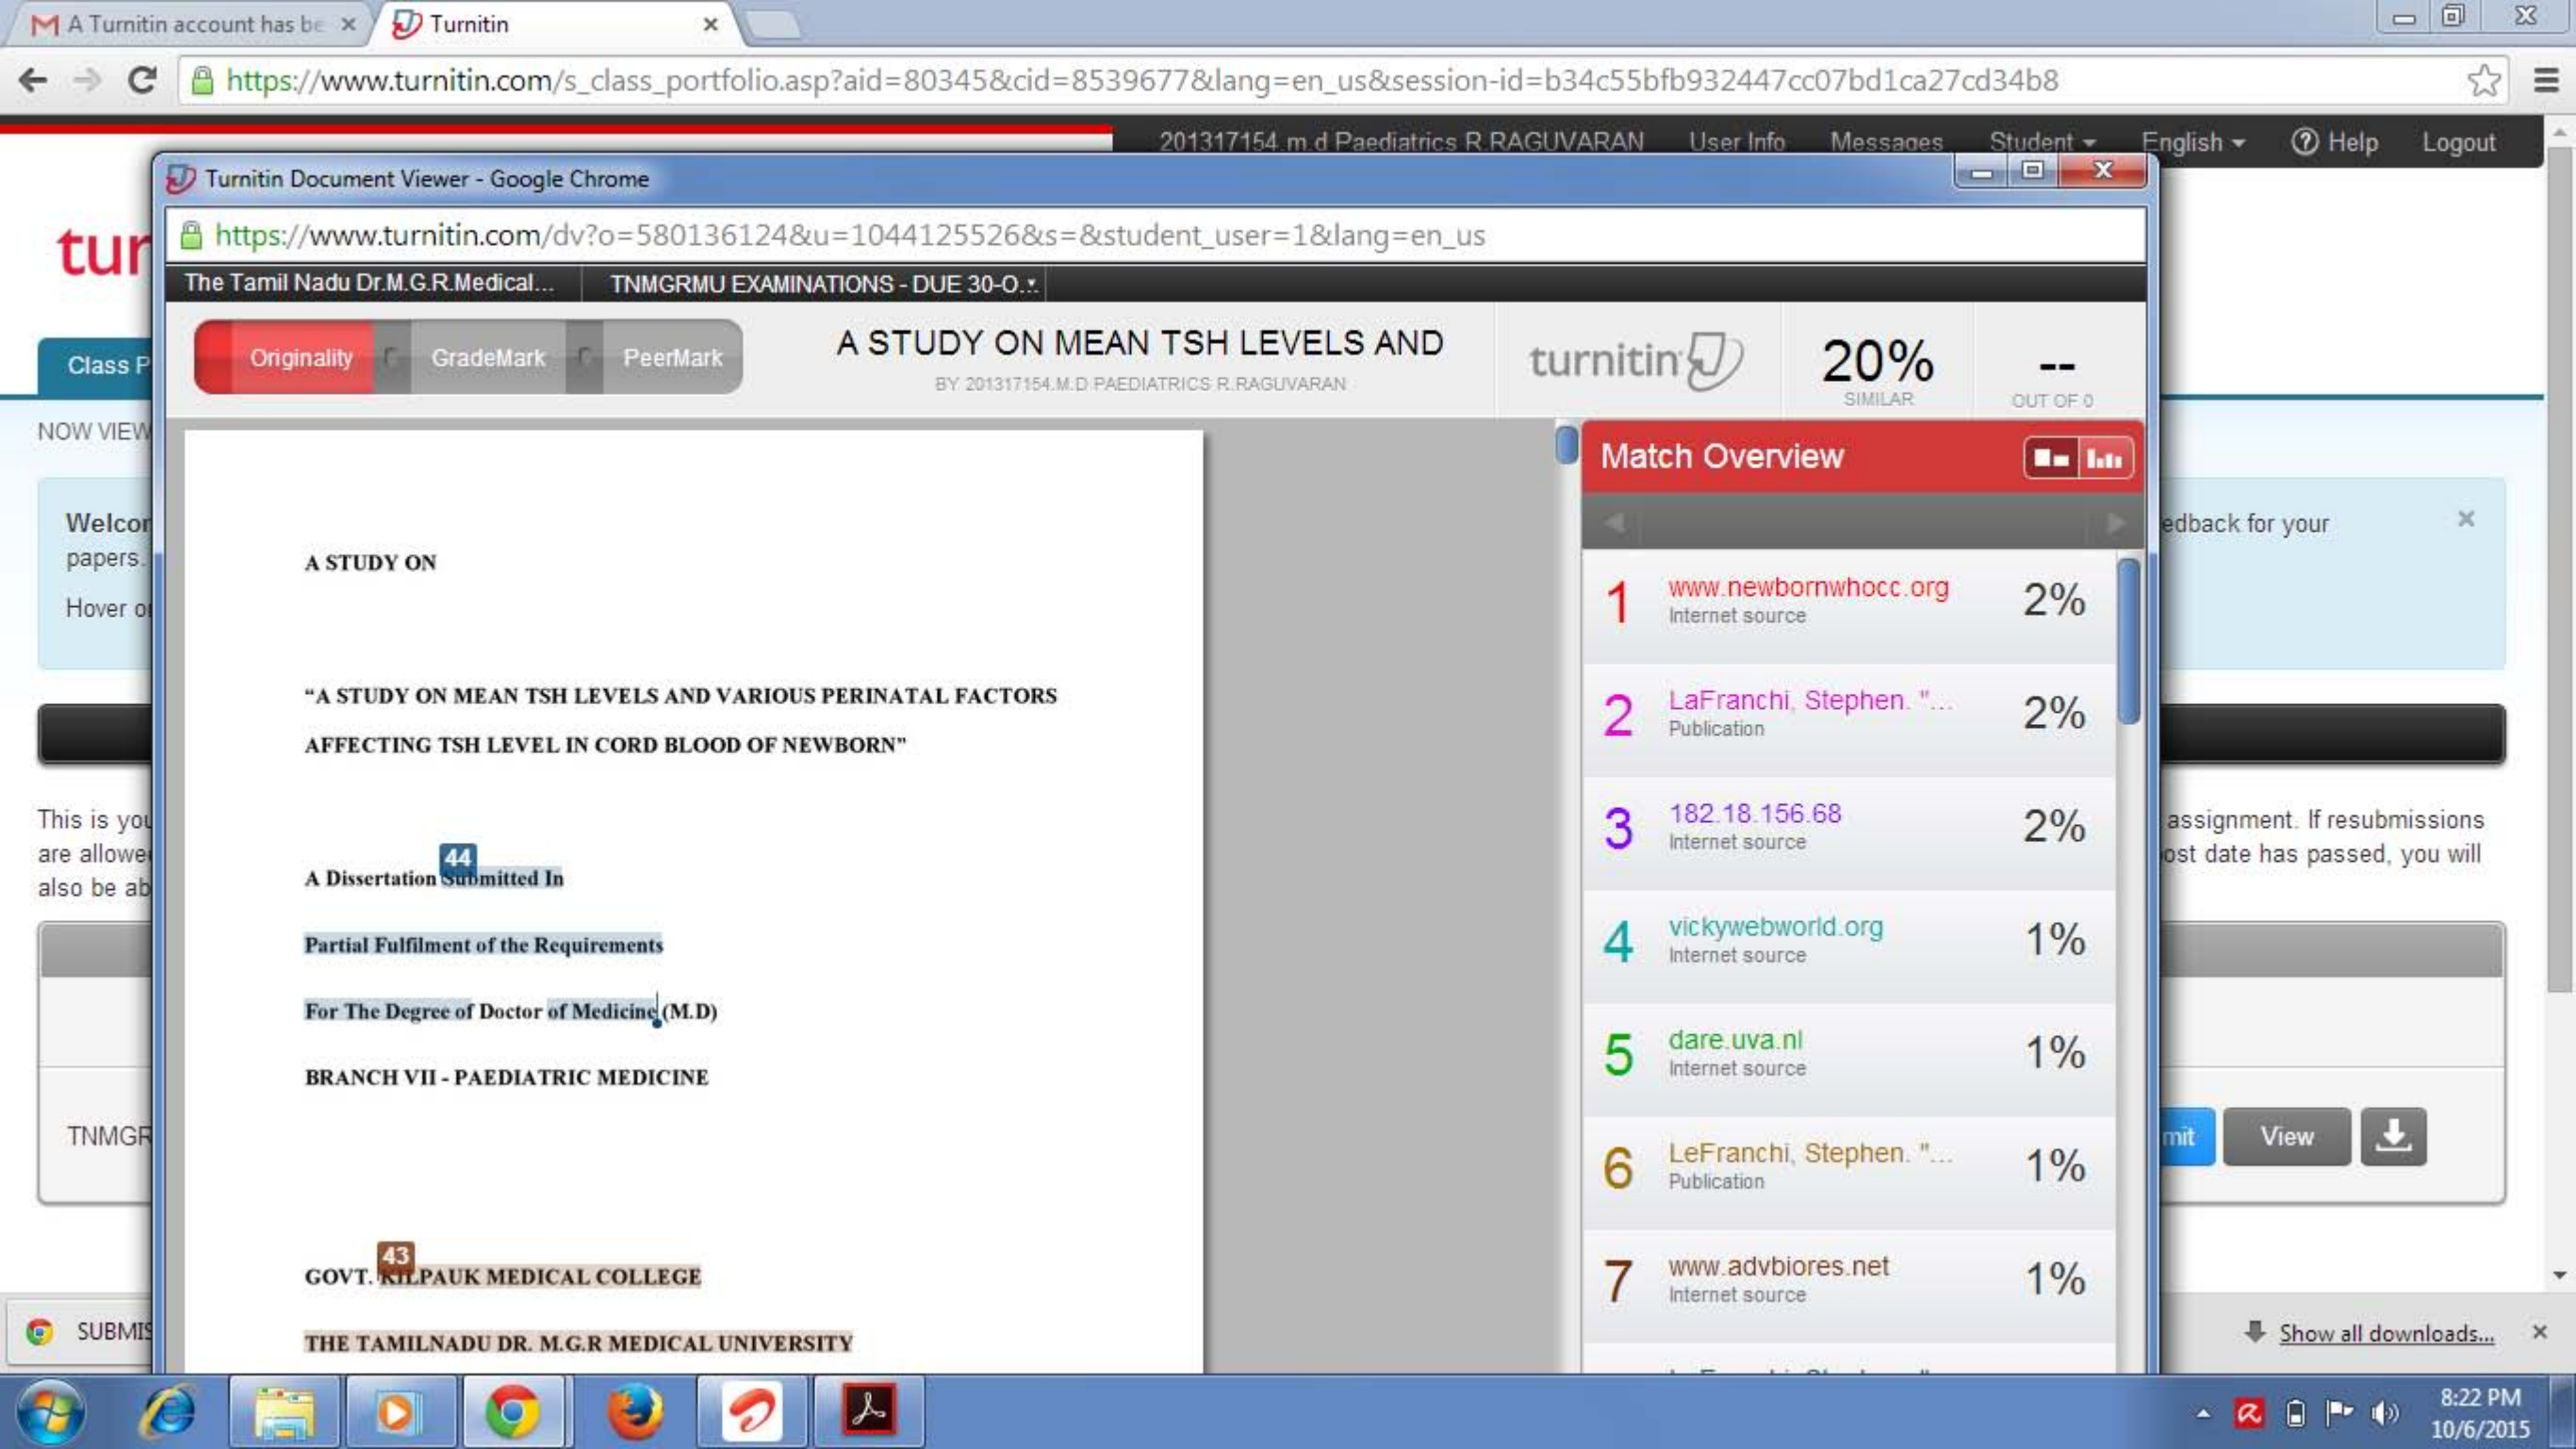 A Turnitin account has be
Turnitin
https://www.turnitin.com/s_class_portfolio.asp?aid=80345&cid=8539677&lang=en_us&session-id=b34c55bfb932447cc07bd1ca27cd34b8
201317154.m.d Paediatrics R.RAGUVARAN User Info Messages Student English Help Logout
Turnitin Document Viewer - Google Chrome
https://www.turnitin.com/dv?o=580136124&u=1044125526&s=&student_user=1&lang=en_us
tur
The Tamil Nadu Dr.M.G.R.Medical... TNMGRMU EXAMINATIONS - DUE 30-O...
Class P
Originality GradeMark PeerMark
A STUDY ON MEAN TSH LEVELS AND
BY 201317154.M.D PAEDIATRICS R.RAGUVARAN
turnitin
20%
SIMILAR
--
OUT OF 0
NOW VIEW
Welcor
papers.
Hover o
edback for your
This is you
are allowe
also be ab
assignment. If resubmissions
ost date has passed, you will
TNMGR
mit View
A STUDY ON
“A STUDY ON MEAN TSH LEVELS AND VARIOUS PERINATAL FACTORS
AFFECTING TSH LEVEL IN CORD BLOOD OF NEWBORN”
44
A Dissertation Submitted In
Partial Fulfilment of the Requirements
For The Degree of Doctor of Medicine (M.D)
BRANCH VII - PAEDIATRIC MEDICINE
43
GOVT. KILPAUK MEDICAL COLLEGE
THE TAMILNADU DR. M.G.R MEDICAL UNIVERSITY
Match Overview
1 www.newbornwhocc.org 2%
Internet source
2 LaFranchi, Stephen. "... 2%
Publication
3 182.18.156.68 2%
Internet source
4 vickywebworld.org 1%
Internet source
5 dare.uva.nl 1%
Internet source
6 LeFranchi, Stephen. "... 1%
Publication
7 www.advbiores.net 1%
Internet source
SUBMIS
Show all downloads...
8:22 PM
10/6/2015